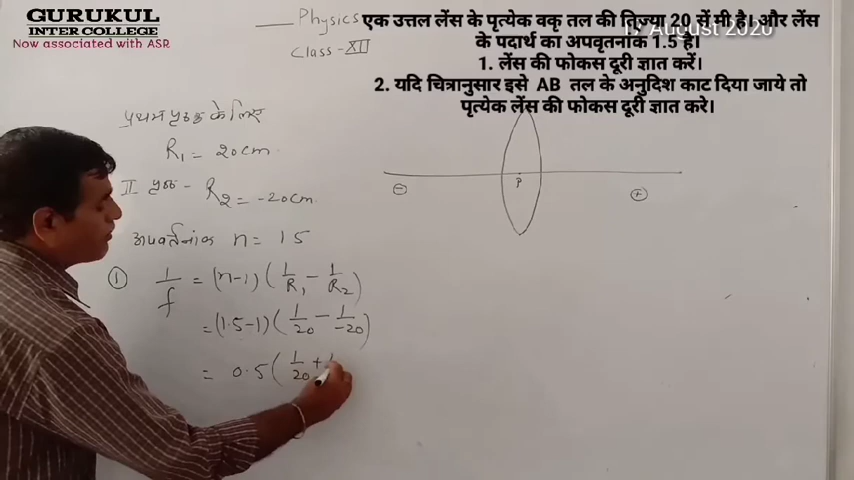 GURUKUL
INTER COLLEGE
Now associated with ASR
Physics
Class-XII
17 August 2020
एक उत्तल लेंस के पृत्येक वकृ तल की तिज्या 20 सें मी है। और लेंस
के पदार्थ का अपवृतनांक 1.5 है।
1. लेंस की फोकस दूरी ज्ञात करें।
2. यदि चित्रानुसार इसे AB तल के अनुदिश काट दिया जाये तो
पृत्येक लेंस की फोकस दूरी ज्ञात करे।
प्रथम पृष्ठ के लिए
R₁ = 20cm.
II पृष्ठ - R₂ = -20cm.
अपवर्तनांक n = 1.5
P
⊖
⊕
① 1/f = (n-1) ( 1/R₁ - 1/R₂ )
= (1.5-1) ( 1/20 - 1/-20 )
= 0.5 ( 1/20 +